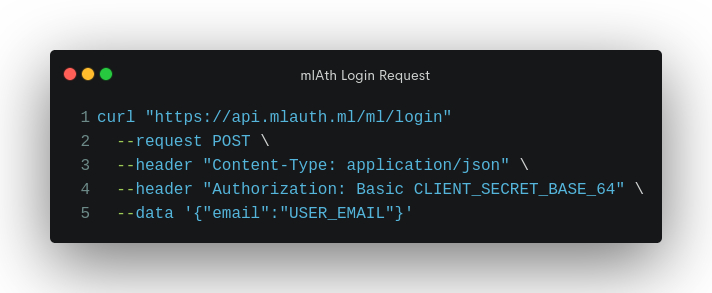 mlAth Login Request
1 curl "https://api.mlauth.ml/ml/login"
2   --request POST \
3   --header "Content-Type: application/json" \
4   --header "Authorization: Basic CLIENT_SECRET_BASE_64" \
5   --data '{"email":"USER_EMAIL"}'